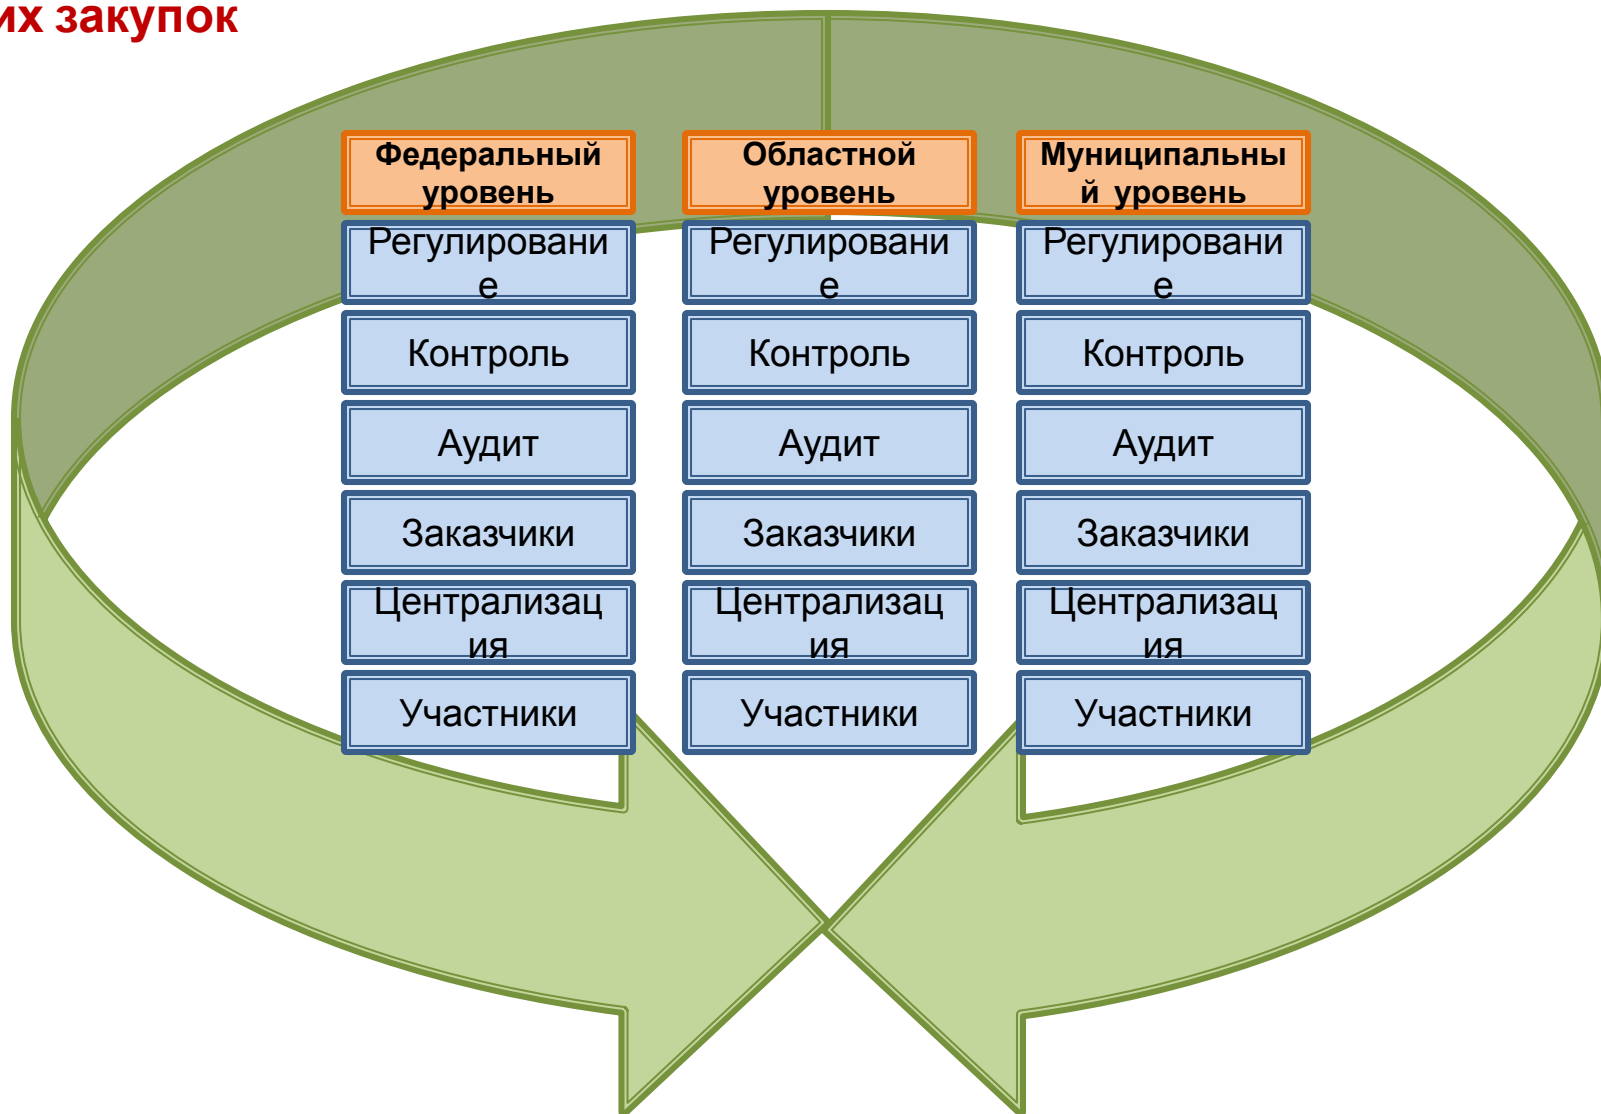 их закупок
Федеральный
уровень
Регулировани
е
Контроль
Аудит
Заказчики
Централизац
ия
Участники
Областной
уровень
Регулировани
е
Контроль
Аудит
Заказчики
Централизац
ия
Участники
Муниципальны
й уровень
Регулировани
е
Контроль
Аудит
Заказчики
Централизац
ия
Участники